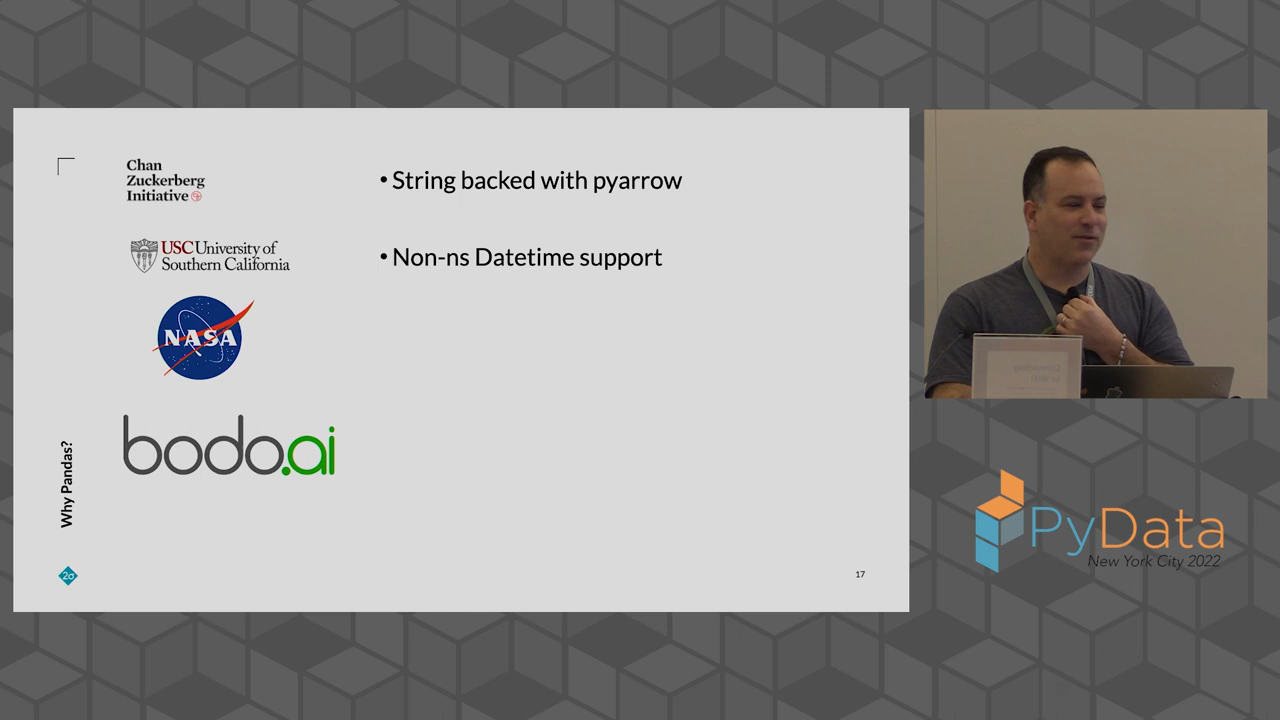 Chan
Zuckerberg
Initiative
• String backed with pyarrow
USC University of
Southern California
• Non-ns Datetime support
NASA
bodo.ai
Why Pandas?
2σ
17
PyData
New York City 2022